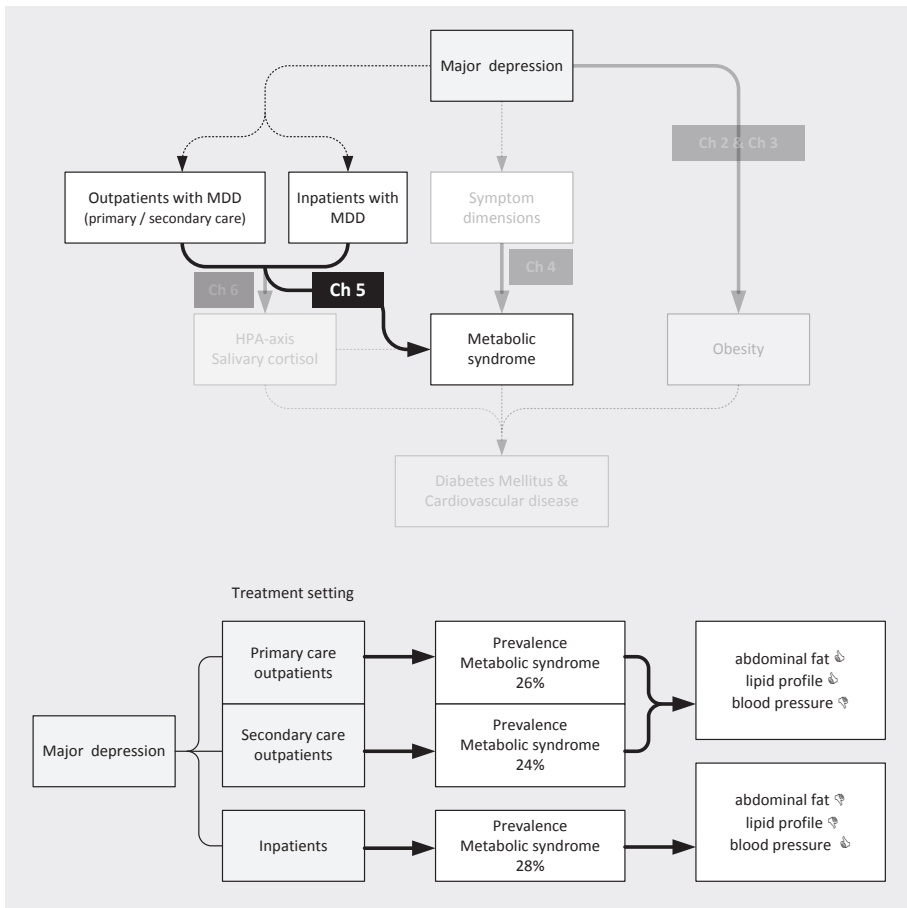 Major depression
Ch 2 & Ch 3
Outpatients with MDD
(primary / secondary care)
Inpatients with
MDD
Symptom
dimensions
Ch 6
Ch 5
Ch 4
HPA-axis
Salivary cortisol
Metabolic
syndrome
Obesity
Diabetes Mellitus &
Cardiovascular disease
Treatment setting
Major depression
Primary care
outpatients
Prevalence
Metabolic syndrome
26%
abdominal fat 👍
lipid profile 👍
blood pressure 👎
Secondary care
outpatients
Prevalence
Metabolic syndrome
24%
Inpatients
Prevalence
Metabolic syndrome
28%
abdominal fat 👎
lipid profile 👎
blood pressure 👍